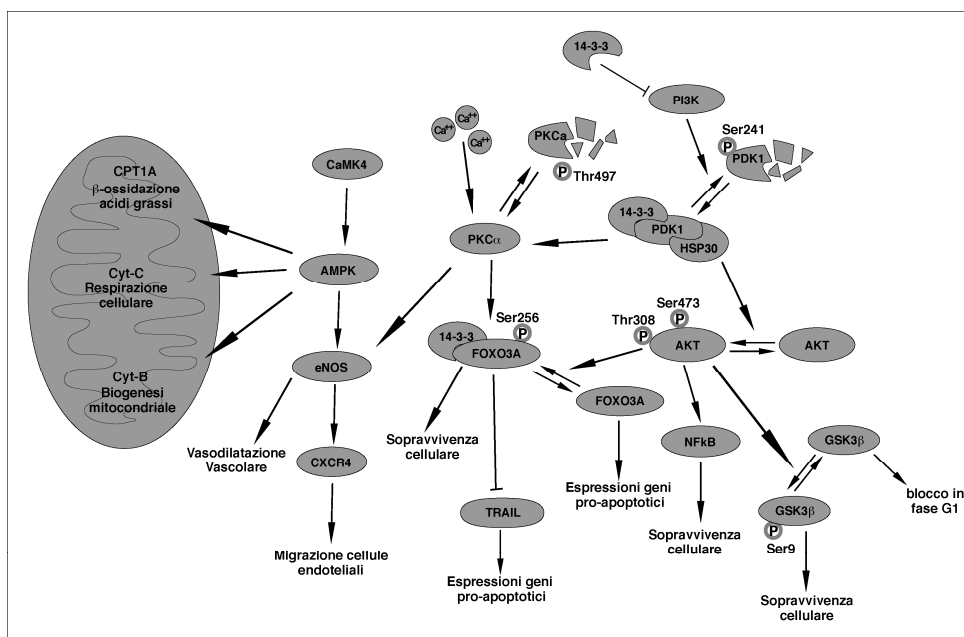 14-3-3
PI3K
Ser241
P
PDK1
Ca++
Ca++
Ca++
PKCa
P
Thr497
CPT1A
β-ossidazione
acidi grassi
CaMK4
14-3-3
PDK1
HSP30
PKCα
AMPK
Cyt-C
Respirazione
cellulare
Ser256
P
14-3-3
FOXO3A
Ser473
P
Thr308
P
AKT
AKT
eNOS
Cyt-B
Biogenesi
mitocondriale
FOXO3A
NFkB
GSK3β
Sopravvivenza
cellulare
Vasodilatazione
Vascolare
CXCR4
Espressioni geni
pro-apoptotici
blocco in
fase G1
TRAIL
GSK3β
P
Ser9
Sopravvivenza
cellulare
Migrazione cellule
endoteliali
Espressioni geni
pro-apoptotici
Sopravvivenza
cellulare